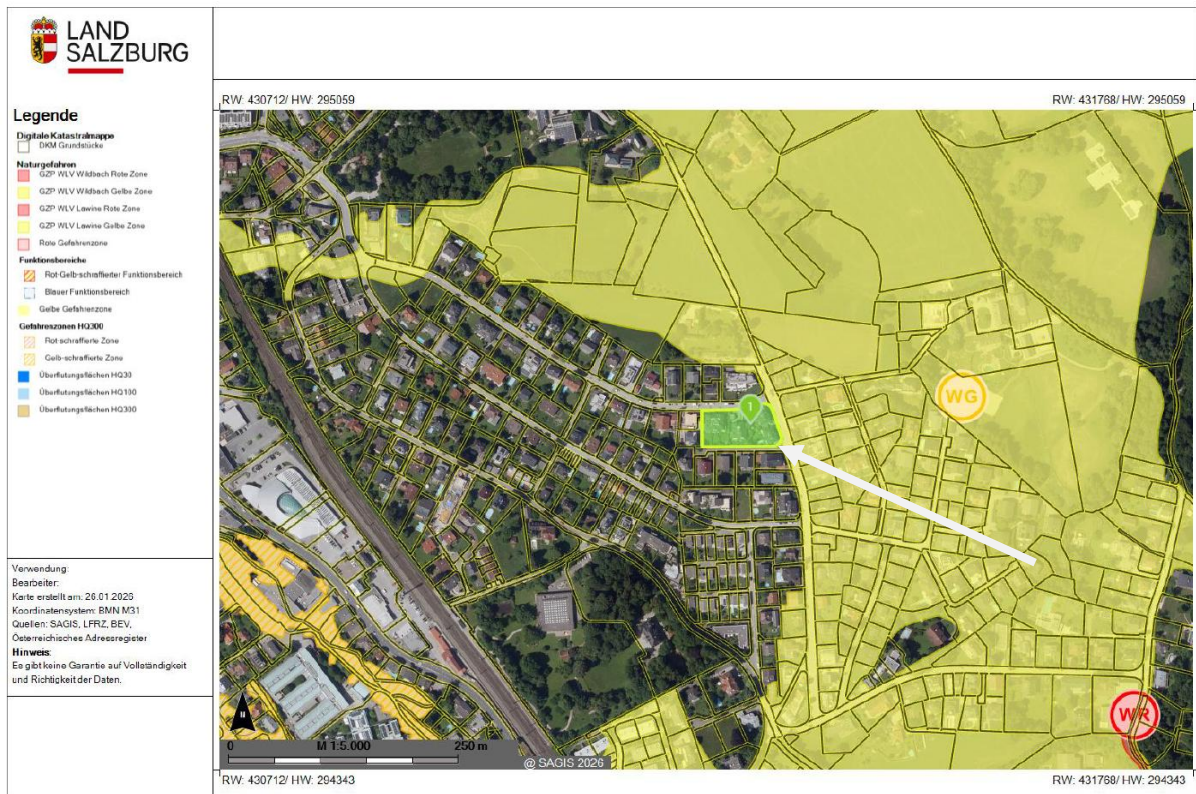 LAND
SALZBURG
RW: 430712/ HW: 295059
RW: 431768/ HW: 295059
Legende
Digitale Katastralmappe
DKM Grundstücke
Naturgefahren
GZP WLV Wildbach Rote Zone
GZP WLV Wildbach Gelbe Zone
GZP WLV Lawine Rote Zone
GZP WLV Lawine Gelbe Zone
Rote Gefahrenzone
Funktionsbereiche
Rot-Gelb-schraffierter Funktionsbereich
Blauer Funktionsbereich
Gelbe Gefahrenzone
Gefahrenzonen HQ300
Rot-schraffierte Zone
Gelb-schraffierte Zone
Überflutungsflächen HQ30
Überflutungsflächen HQ100
Überflutungsflächen HQ300
WG
1
WR
Verwendung:
Bearbeiter:
Karte erstellt am: 26.01.2026
Koordinatensystem: BMN M31
Quellen: SAGIS, LFRZ, BEV,
Österreichisches Adressregister
Hinweis:
Es gibt keine Garantie auf Vollständigkeit
und Richtigkeit der Daten.
N
0 M 1:5.000 250 m
@ SAGIS 2026
RW: 430712/ HW: 294343
RW: 431768/ HW: 294343